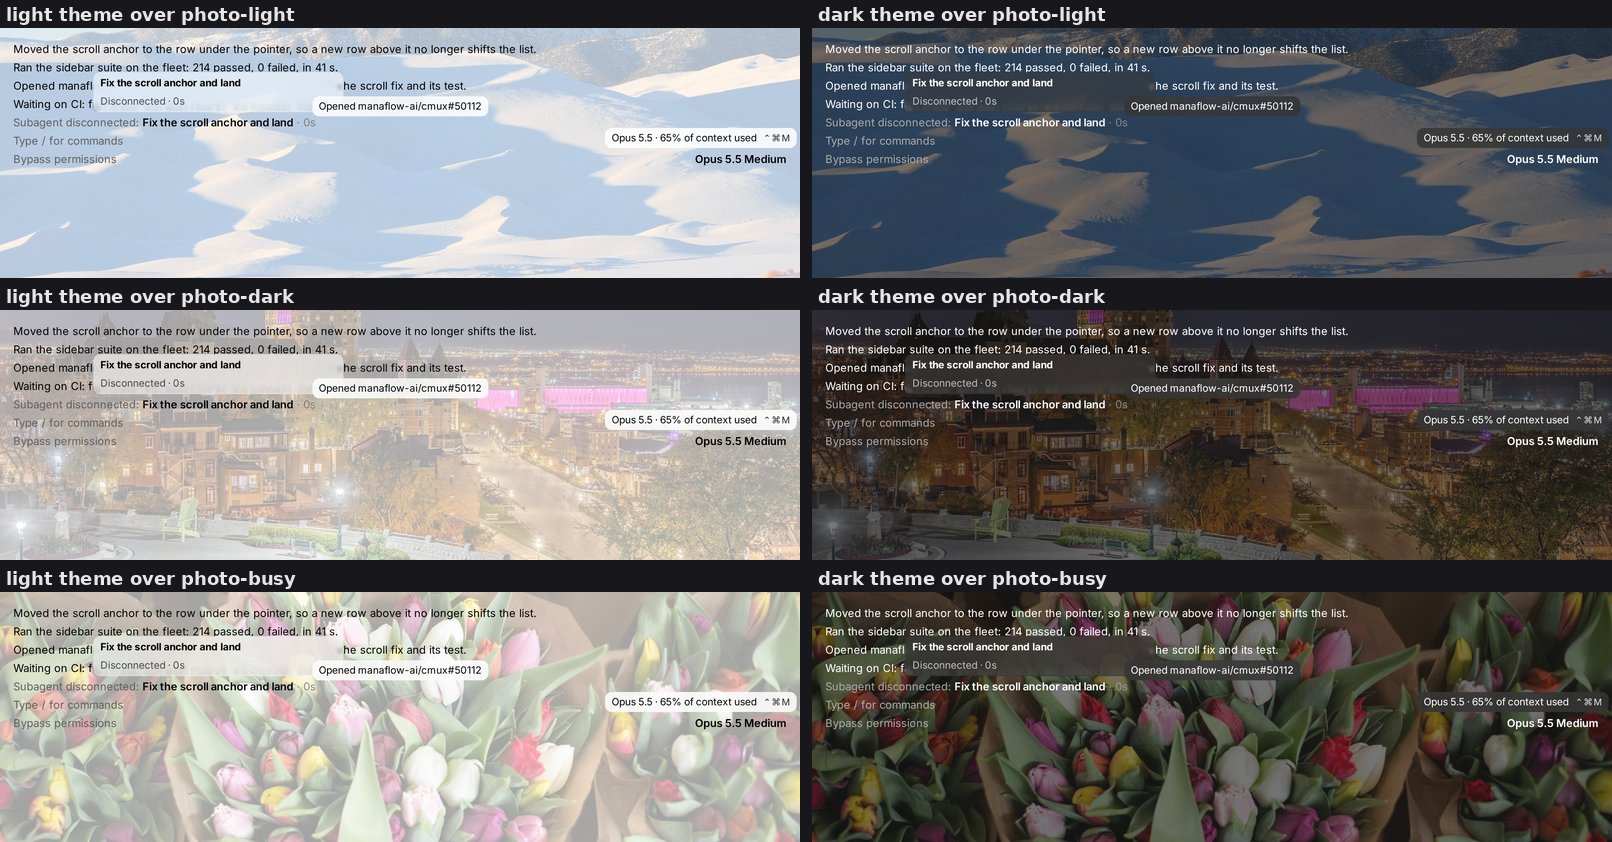 light theme over photo-light
Moved the scroll anchor to the row under the pointer, so a new row above it no longer shifts the list.
Ran the sidebar suite on the fleet: 214 passed, 0 failed, in 41 s.
Opened manafl
Fix the scroll anchor and land
he scroll fix and its test.
Waiting on CI: f
Disconnected · 0s
Opened manaflow-ai/cmux#50112
Subagent disconnected: Fix the scroll anchor and land · 0s
Type / for commands
Opus 5.5 · 65% of context used ⌃⌘M
Bypass permissions
Opus 5.5 Medium
dark theme over photo-light
Moved the scroll anchor to the row under the pointer, so a new row above it no longer shifts the list.
Ran the sidebar suite on the fleet: 214 passed, 0 failed, in 41 s.
Opened manafl
Fix the scroll anchor and land
he scroll fix and its test.
Waiting on CI: f
Disconnected · 0s
Opened manaflow-ai/cmux#50112
Subagent disconnected: Fix the scroll anchor and land · 0s
Type / for commands
Opus 5.5 · 65% of context used ⌃⌘M
Bypass permissions
Opus 5.5 Medium
light theme over photo-dark
Moved the scroll anchor to the row under the pointer, so a new row above it no longer shifts the list.
Ran the sidebar suite on the fleet: 214 passed, 0 failed, in 41 s.
Opened manafl
Fix the scroll anchor and land
he scroll fix and its test.
Waiting on CI: f
Disconnected · 0s
Opened manaflow-ai/cmux#50112
Subagent disconnected: Fix the scroll anchor and land · 0s
Type / for commands
Opus 5.5 · 65% of context used ⌃⌘M
Bypass permissions
Opus 5.5 Medium
dark theme over photo-dark
Moved the scroll anchor to the row under the pointer, so a new row above it no longer shifts the list.
Ran the sidebar suite on the fleet: 214 passed, 0 failed, in 41 s.
Opened manafl
Fix the scroll anchor and land
he scroll fix and its test.
Waiting on CI: f
Disconnected · 0s
Opened manaflow-ai/cmux#50112
Subagent disconnected: Fix the scroll anchor and land · 0s
Type / for commands
Opus 5.5 · 65% of context used ⌃⌘M
Bypass permissions
Opus 5.5 Medium
light theme over photo-busy
Moved the scroll anchor to the row under the pointer, so a new row above it no longer shifts the list.
Ran the sidebar suite on the fleet: 214 passed, 0 failed, in 41 s.
Opened manafl
Fix the scroll anchor and land
he scroll fix and its test.
Waiting on CI: f
Disconnected · 0s
Opened manaflow-ai/cmux#50112
Subagent disconnected: Fix the scroll anchor and land · 0s
Type / for commands
Opus 5.5 · 65% of context used ⌃⌘M
Bypass permissions
Opus 5.5 Medium
dark theme over photo-busy
Moved the scroll anchor to the row under the pointer, so a new row above it no longer shifts the list.
Ran the sidebar suite on the fleet: 214 passed, 0 failed, in 41 s.
Opened manafl
Fix the scroll anchor and land
he scroll fix and its test.
Waiting on CI: f
Disconnected · 0s
Opened manaflow-ai/cmux#50112
Subagent disconnected: Fix the scroll anchor and land · 0s
Type / for commands
Opus 5.5 · 65% of context used ⌃⌘M
Bypass permissions
Opus 5.5 Medium